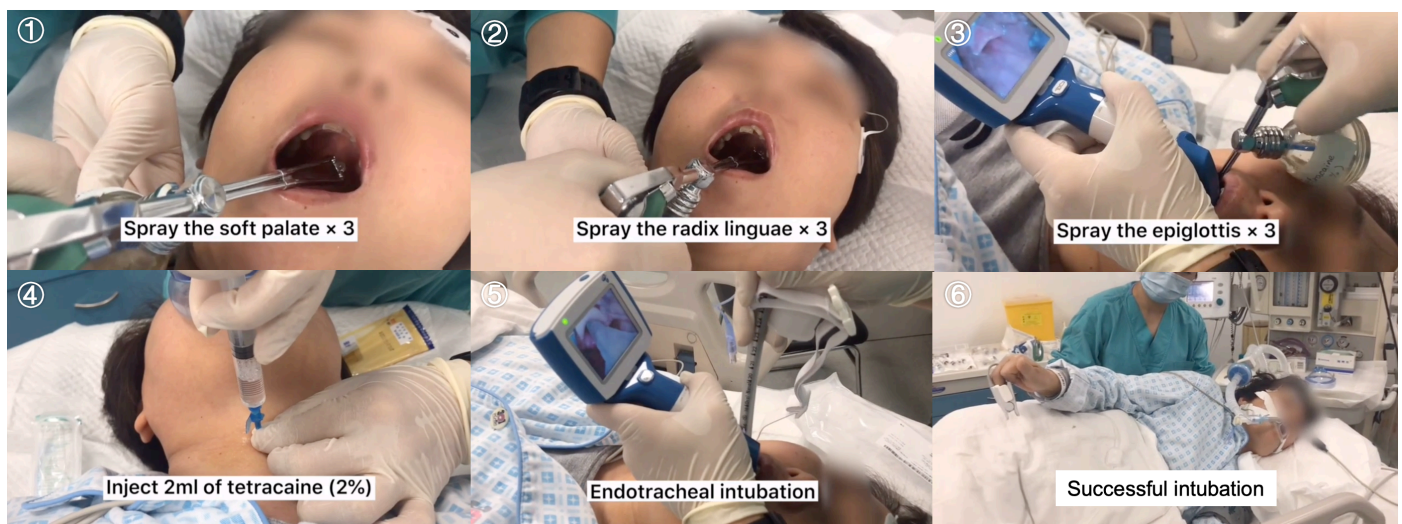 ①
Spray the soft palate × 3
②
Spray the radix linguae × 3
③
Spray the epiglottis × 3
④
Inject 2ml of tetracaine (2%)
⑤
Endotracheal intubation
⑥
Successful intubation